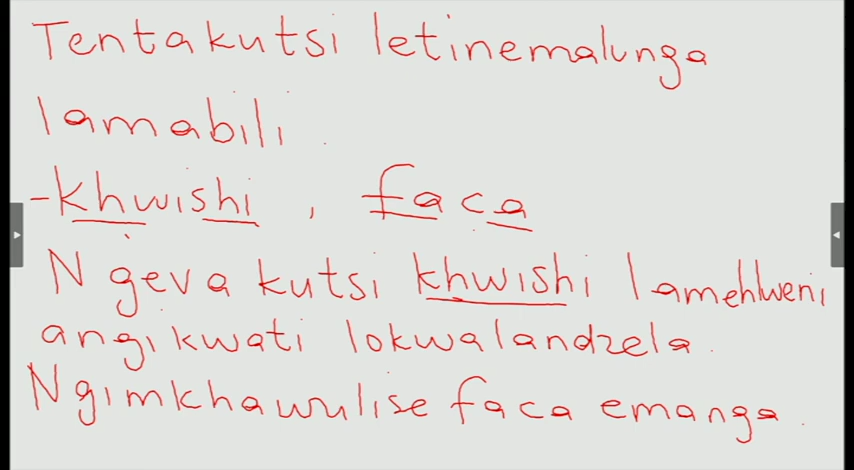 Tentakutsi letinemalunga
lamabili.
-khwishi, faca
Ngeva kutsi khwishi lamehlweni
angikwati lokwalandzela.
Ngimkhawulise faca emanga.